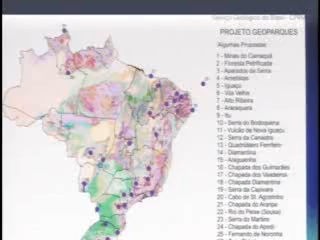 Serviço Geológico do Brasil - CPRM
PROJETO GEOPARQUES
Algumas Propostas:
1 - Minas do Camaquã
2 - Floresta Petrificada
3 - Aparados da Serra
4 - Ametista
5 - Iguaçu
6 - Vila Velha
7 - Alto Ribeira
8 - Araraquara
9 - Itu
10 - Serra do Bodoquena
11 - Vulcão de Nova Iguaçu
12 - Serra da Canastra
13 - Quadrilátero Ferrífero
14 - Diamantina
15 - Araguainha
16 - Chapada dos Guimarães
17 - Chapada dos Veadeiros
18 - Chapada Diamantina
19 - Serra da Capivara
20 - Cabo de St. Agostinho
21 - Chapada do Araripe
22 - Rio do Peixe (Sousa)
23 - Serra do Martins
24 - Chapada do Apodi
25 - Fernando de Noronha